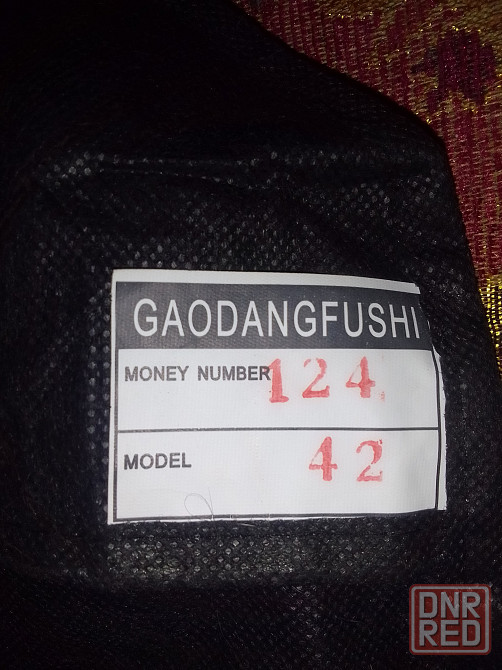 GAODANGFUSHI
MONEY NUMBER 124
MODEL 42
DNR
RED